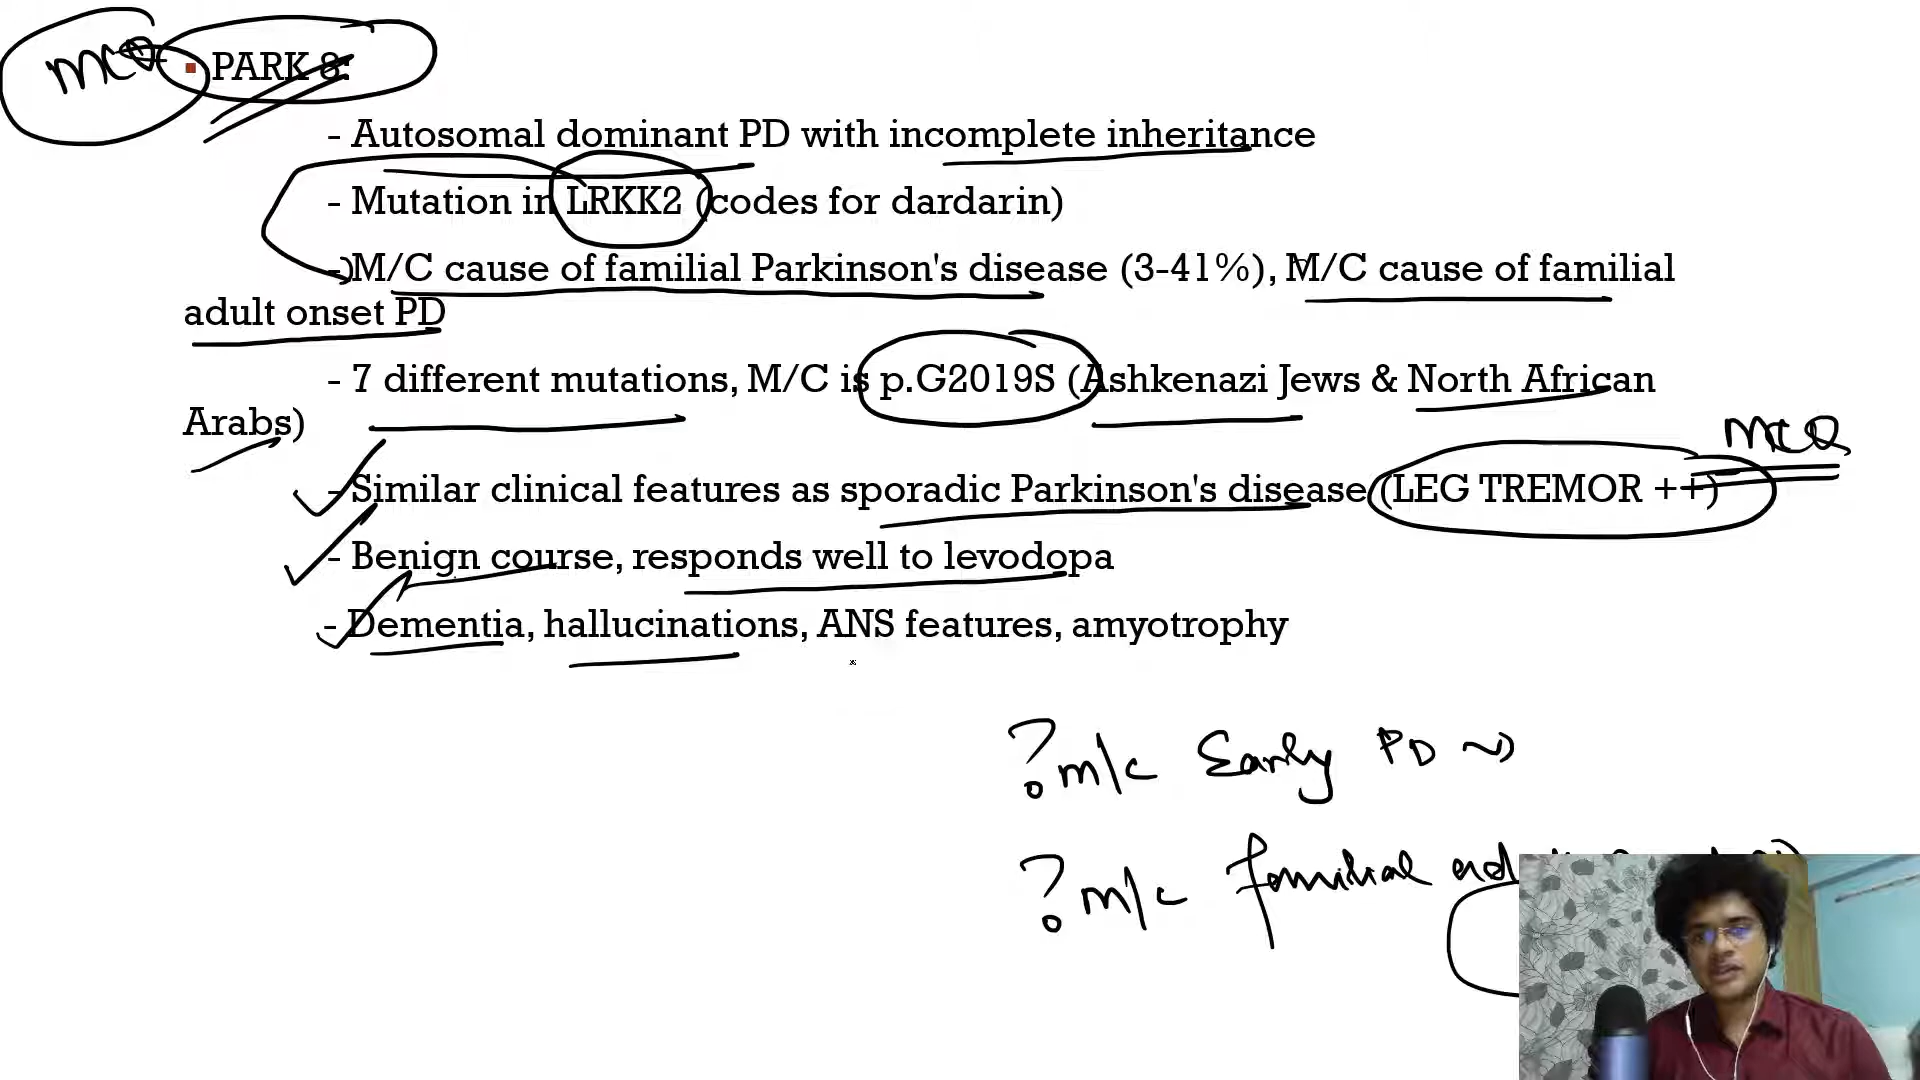 MCQ
▪ PARK 8:
- Autosomal dominant PD with incomplete inheritance
- Mutation in LRKK2 (codes for dardarin)
- M/C cause of familial Parkinson's disease (3-41%), M/C cause of familial
adult onset PD
- 7 different mutations, M/C is p.G2019S (Ashkenazi Jews & North African
Arabs)
MCQ
- Similar clinical features as sporadic Parkinson's disease (LEG TREMOR ++)
- Benign course, responds well to levodopa
- Dementia, hallucinations, ANS features, amyotrophy
? m/c Early PD
? m/c familial